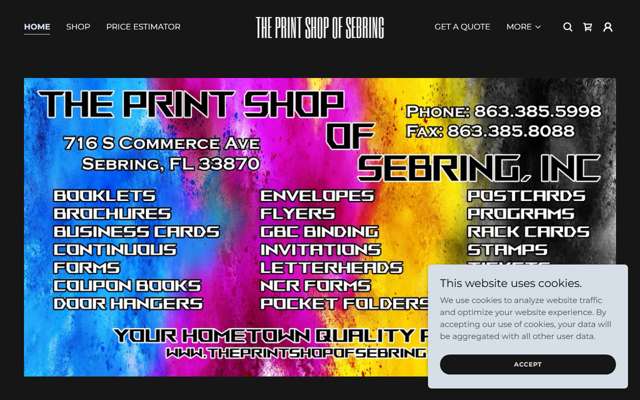 HOME
SHOP
PRICE ESTIMATOR
THE PRINT SHOP OF SEBRING
GET A QUOTE
MORE
THE PRINT SHOP
OF
SEBRING, INC
Phone: 863.385.5998
Fax: 863.385.8088
716 S Commerce Ave
Sebring, FL 33870
BOOKLETS
BROCHURES
BUSINESS CARDS
CONTINUOUS
FORMS
COUPON BOOKS
DOOR HANGERS
ENVELOPES
FLYERS
GBC BINDING
INVITATIONS
LETTERHEADS
NCR FORMS
POCKET FOLDERS
POSTCARDS
PROGRAMS
RACK CARDS
STAMPS
YOUR HOMETOWN QUALITY
WWW.THEPRINTSHOPOFSEBRING
This website uses cookies.
We use cookies to analyze website traffic
and optimize your website experience. By
accepting our use of cookies, your data will
be aggregated with all other user data.
ACCEPT